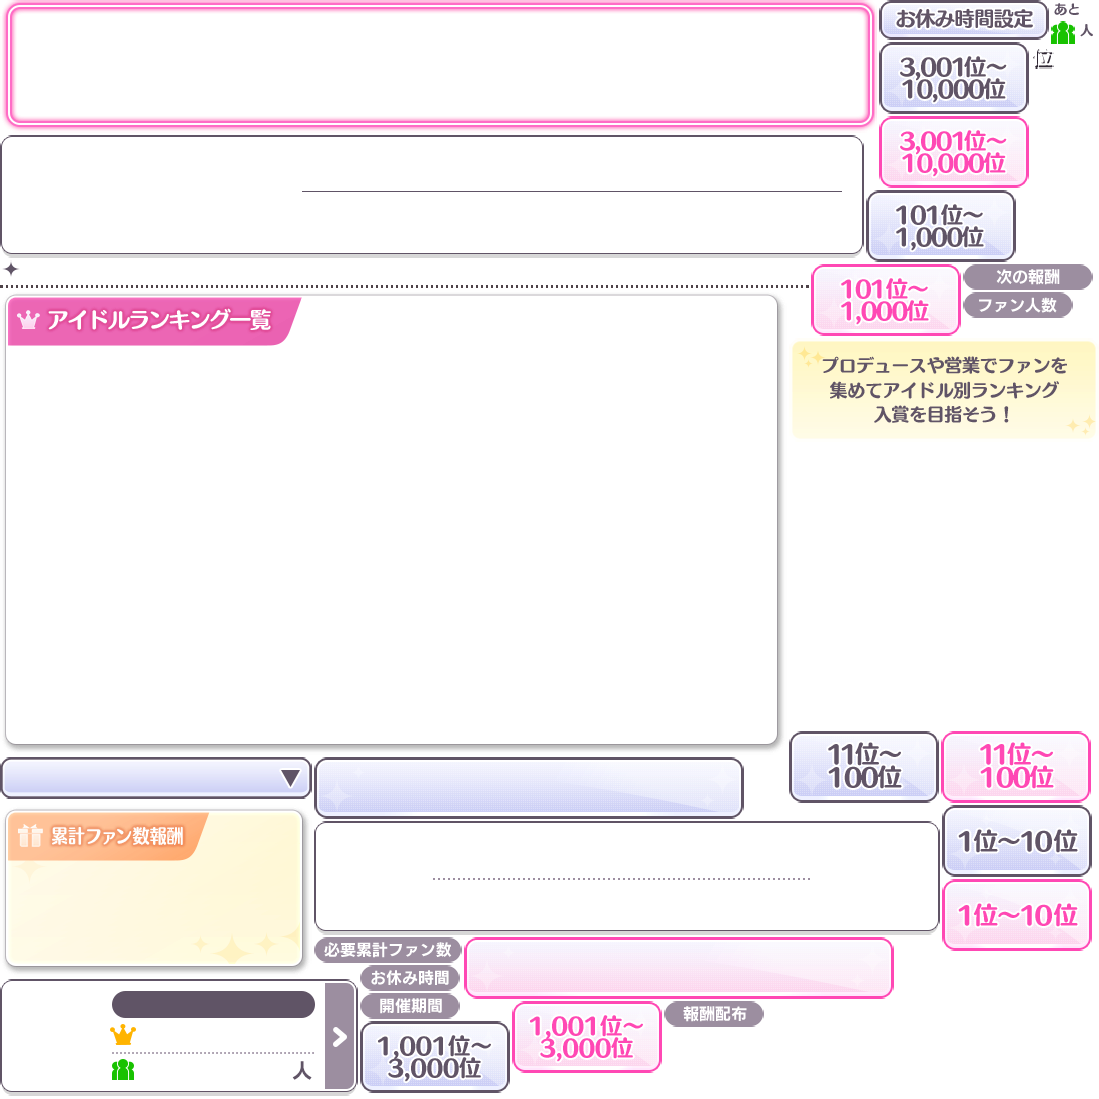 お休み時間設定
あと
人
位
3,001位～
10,000位
3,001位～
10,000位
101位～
1,000位
101位～
1,000位
次の報酬
ファン人数
アイドルランキング一覧
プロデュースや営業でファンを
集めてアイドル別ランキング
入賞を目指そう！
11位～
100位
11位～
100位
累計ファン数報酬
1位～10位
1位～10位
必要累計ファン数
お休み時間
開催期間
人
1,001位～
3,000位
1,001位～
3,000位
報酬配布